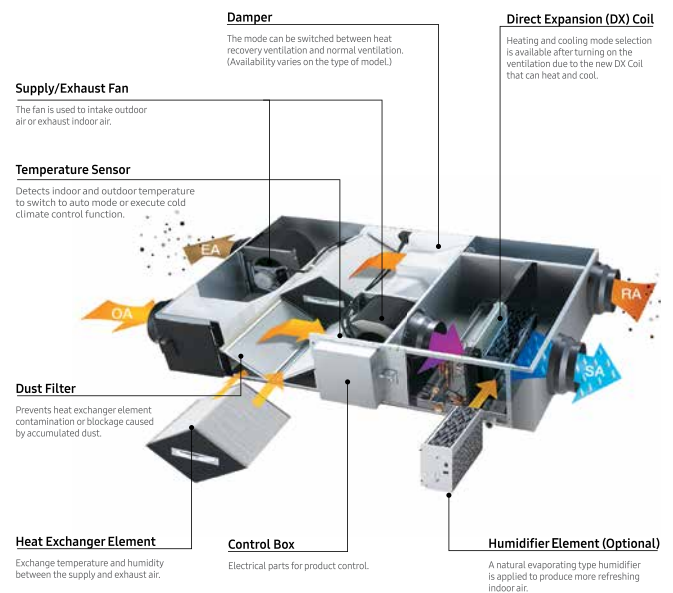 Damper
The mode can be switched between heat
recovery ventilation and normal ventilation.
(Availability varies on the type of model.)
Direct Expansion (DX) Coil
Heating and cooling mode selection
is available after turning on the
ventilation due to the new DX Coil
that can heat and cool.
Supply/Exhaust Fan
The fan is used to intake outdoor
air or exhaust indoor air.
Temperature Sensor
Detects indoor and outdoor temperature
to switch to auto mode or execute cold
climate control function.
EA
OA
RA
SA
Dust Filter
Prevents heat exchanger element
contamination or blockage caused
by accumulated dust.
Heat Exchanger Element
Exchange temperature and humidity
between the supply and exhaust air.
Control Box
Electrical parts for product control.
Humidifier Element (Optional)
A natural evaporating type humidifier
is applied to produce more refreshing
indoor air.